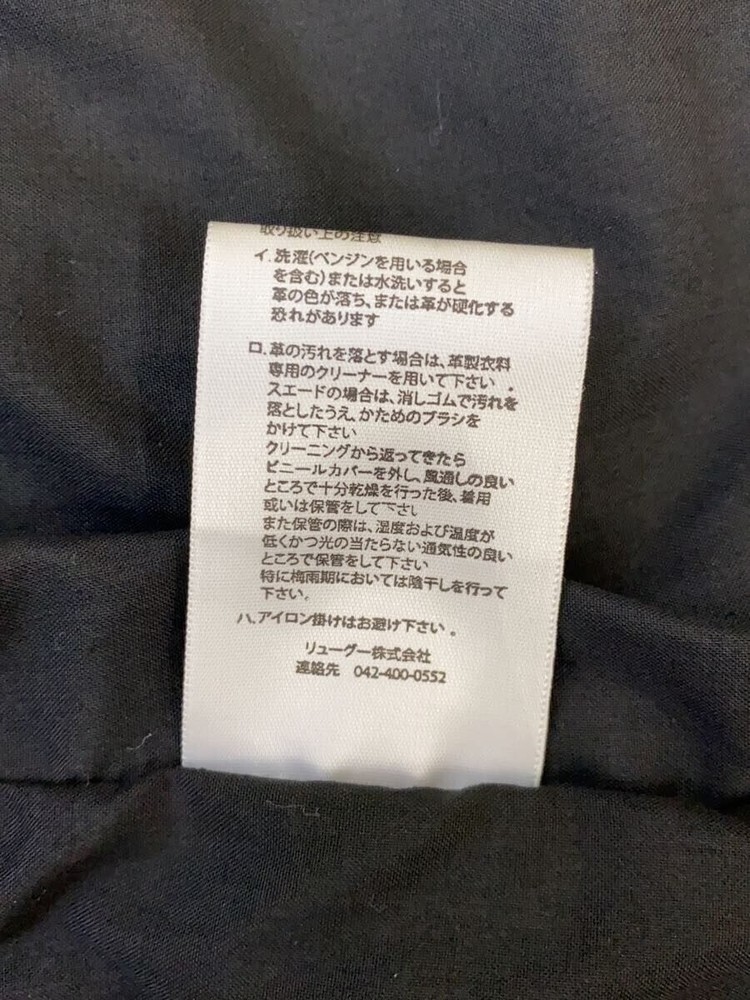 取り扱い上の注意
イ.洗濯(ベンジンを用いる場合
を含む)または水洗いすると
革の色が落ち、または革が硬化する
恐れがあります
ロ.革の汚れを落とす場合は、革製衣料
専用のクリーナーを用いて下さい 。
スエードの場合は、消しゴムで汚れを
落としたうえ、かためのブラシを
かけて下さい
クリーニングから返ってきたら
ビニールカバーを外し、風通しの良い
ところで十分乾燥を行った後、着用
或いは保管をして下さい
また保管の際は、湿度および温度が
低くかつ光の当たらない通気性の良い
ところで保管をして下さい
特に梅雨期においては陰干しを行って
下さい。
ハ.アイロン掛けはお避け下さい 。
リューグー株式会社
連絡先 042-400-0552